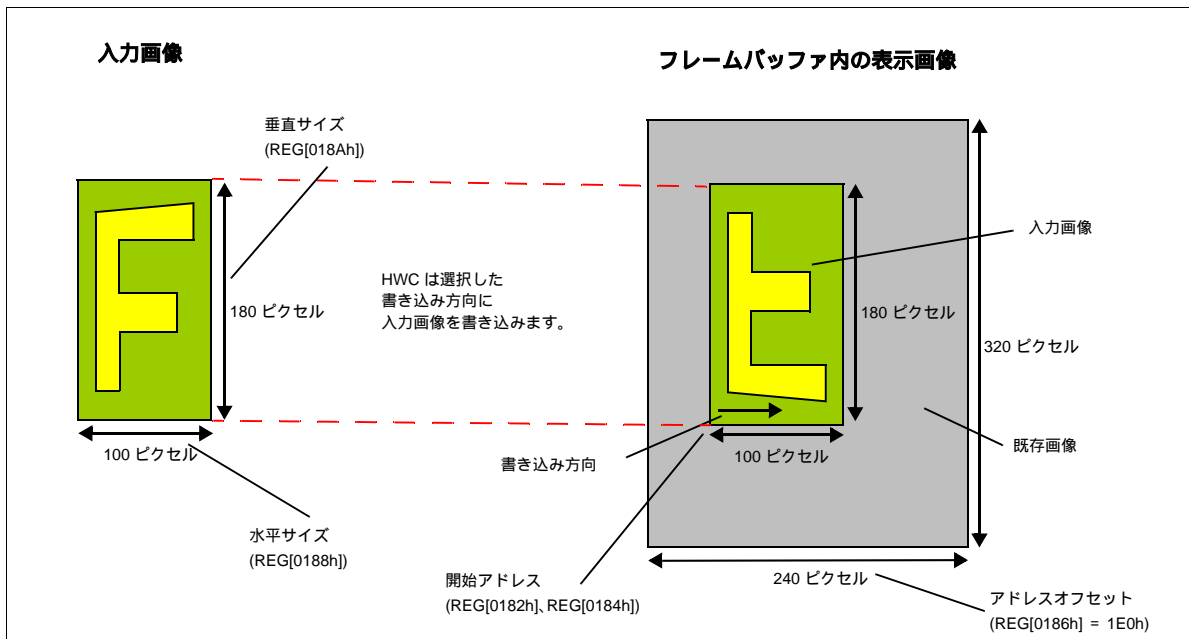 入力画像
フレームバッファ内の表示画像
垂直サイズ
(REG[018Ah])
入力画像
HWC は選択した
書き込み方向に
入力画像を書き込みます。
180 ピクセル
180 ピクセル
320 ピクセル
既存画像
100 ピクセル
書き込み方向
100 ピクセル
水平サイズ
(REG[0188h])
開始アドレス
(REG[0182h]、REG[0184h])
240 ピクセル
アドレスオフセット
(REG[0186h] = 1E0h)